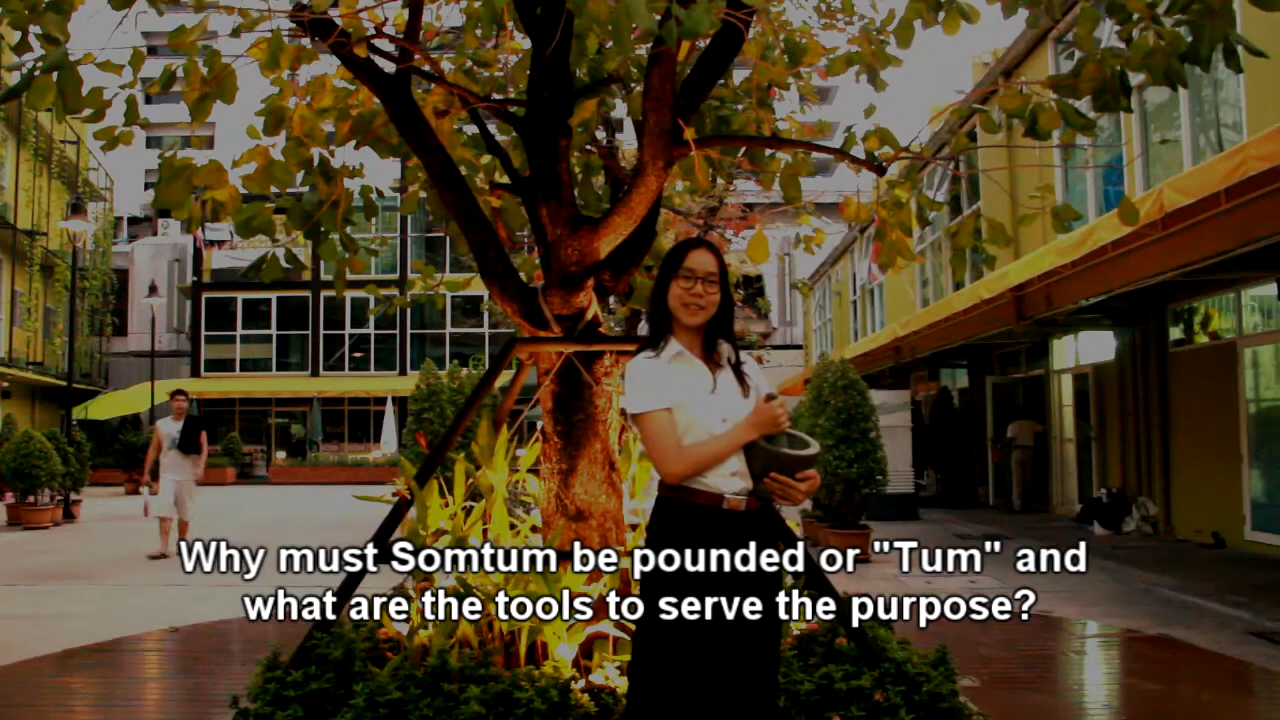 Why must Somtum be pounded or "Tum" and
what are the tools to serve the purpose?